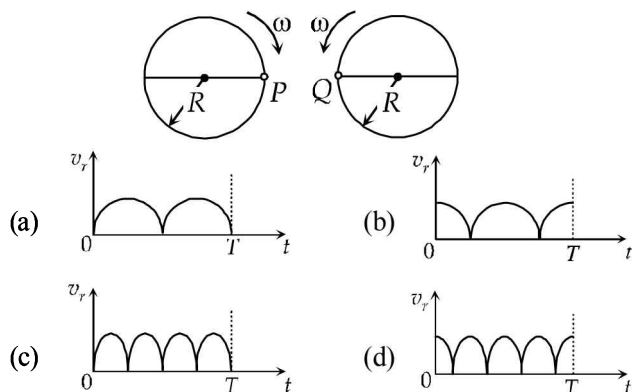 ω ω
P Q
R R
(a) v_r 0 T t
(b) v_r 0 T t
(c) v_r 0 T t
(d) v_r 0 T t